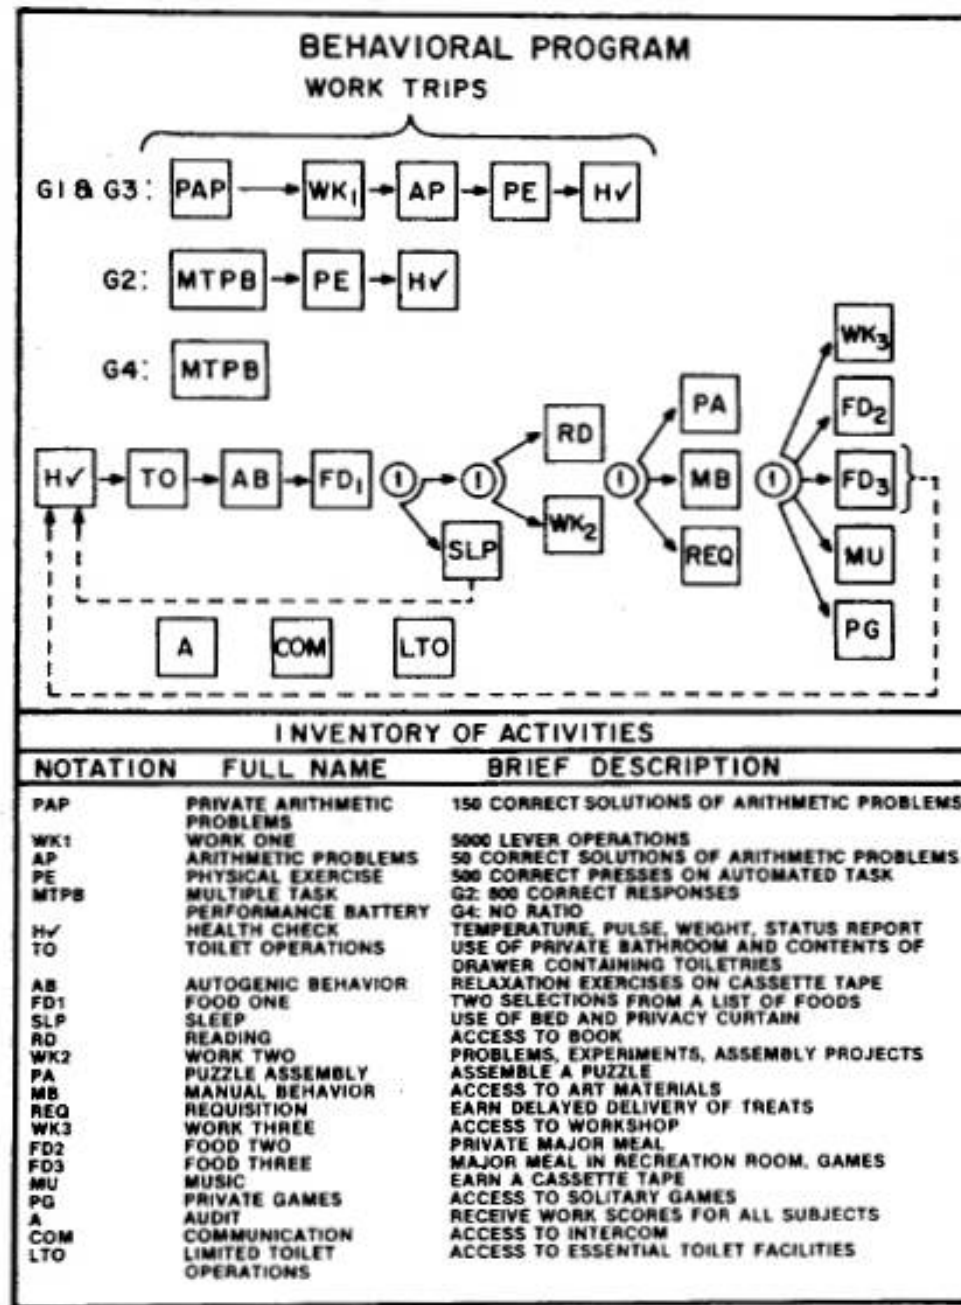 BEHAVIORAL PROGRAM
WORK TRIPS
G1 & G3: PAP WK1 AP PE H✓
G2: MTPB PE H✓
G4: MTPB
WK3
PA FD2
RD
H✓ TO AB FD1 1 1 1 MB 1 FD3
WK2
SLP REQ MU
A COM LTO PG
INVENTORY OF ACTIVITIES
NOTATION FULL NAME BRIEF DESCRIPTION
PAP PRIVATE ARITHMETIC 150 CORRECT SOLUTIONS OF ARITHMETIC PROBLEMS
PROBLEMS
WK1 WORK ONE 5000 LEVER OPERATIONS
AP ARITHMETIC PROBLEMS 50 CORRECT SOLUTIONS OF ARITHMETIC PROBLEMS
PE PHYSICAL EXERCISE 500 CORRECT PRESSES ON AUTOMATED TASK
MTPB MULTIPLE TASK G2: 800 CORRECT RESPONSES
PERFORMANCE BATTERY G4: NO RATIO
H✓ HEALTH CHECK TEMPERATURE, PULSE, WEIGHT, STATUS REPORT
TO TOILET OPERATIONS USE OF PRIVATE BATHROOM AND CONTENTS OF
DRAWER CONTAINING TOILETRIES
AB AUTOGENIC BEHAVIOR RELAXATION EXERCISES ON CASSETTE TAPE
FD1 FOOD ONE TWO SELECTIONS FROM A LIST OF FOODS
SLP SLEEP USE OF BED AND PRIVACY CURTAIN
RD READING ACCESS TO BOOK
WK2 WORK TWO PROBLEMS, EXPERIMENTS, ASSEMBLY PROJECTS
PA PUZZLE ASSEMBLY ASSEMBLE A PUZZLE
MB MANUAL BEHAVIOR ACCESS TO ART MATERIALS
REQ REQUISITION EARN DELAYED DELIVERY OF TREATS
WK3 WORK THREE ACCESS TO WORKSHOP
FD2 FOOD TWO PRIVATE MAJOR MEAL
FD3 FOOD THREE MAJOR MEAL IN RECREATION ROOM, GAMES
MU MUSIC EARN A CASSETTE TAPE
PG PRIVATE GAMES ACCESS TO SOLITARY GAMES
A AUDIT RECEIVE WORK SCORES FOR ALL SUBJECTS
COM COMMUNICATION ACCESS TO INTERCOM
LTO LIMITED TOILET ACCESS TO ESSENTIAL TOILET FACILITIES
OPERATIONS